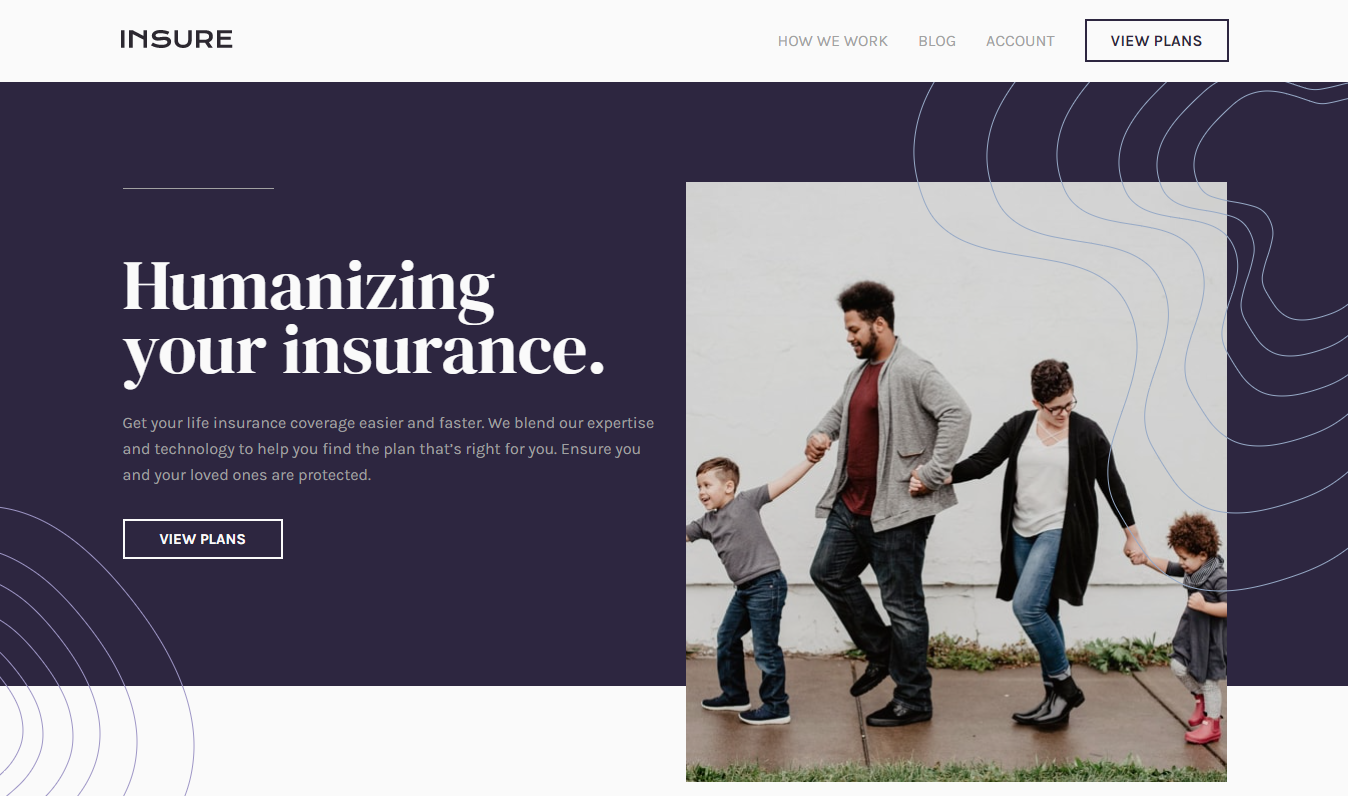 INSURE
HOW WE WORK
BLOG
ACCOUNT
VIEW PLANS
Humanizing
your insurance.
Get your life insurance coverage easier and faster. We blend our expertise
and technology to help you find the plan that’s right for you. Ensure you
and your loved ones are protected.
VIEW PLANS